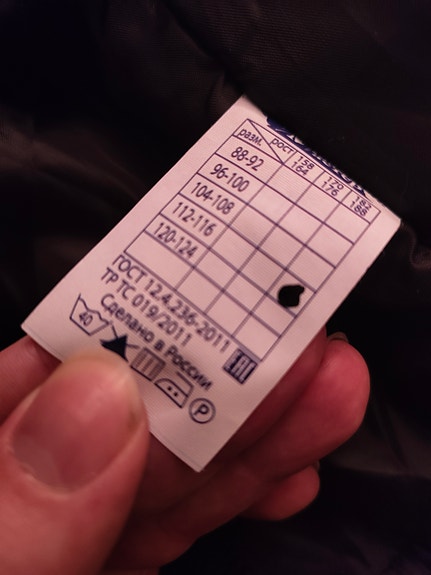 разм. рост 158 164 170 176 182 188
88-92
96-100
104-108
112-116
120-124
ГОСТ 12.4.236-2011
ТР ТС 019/2011
Сделано в России
EAC
40
P